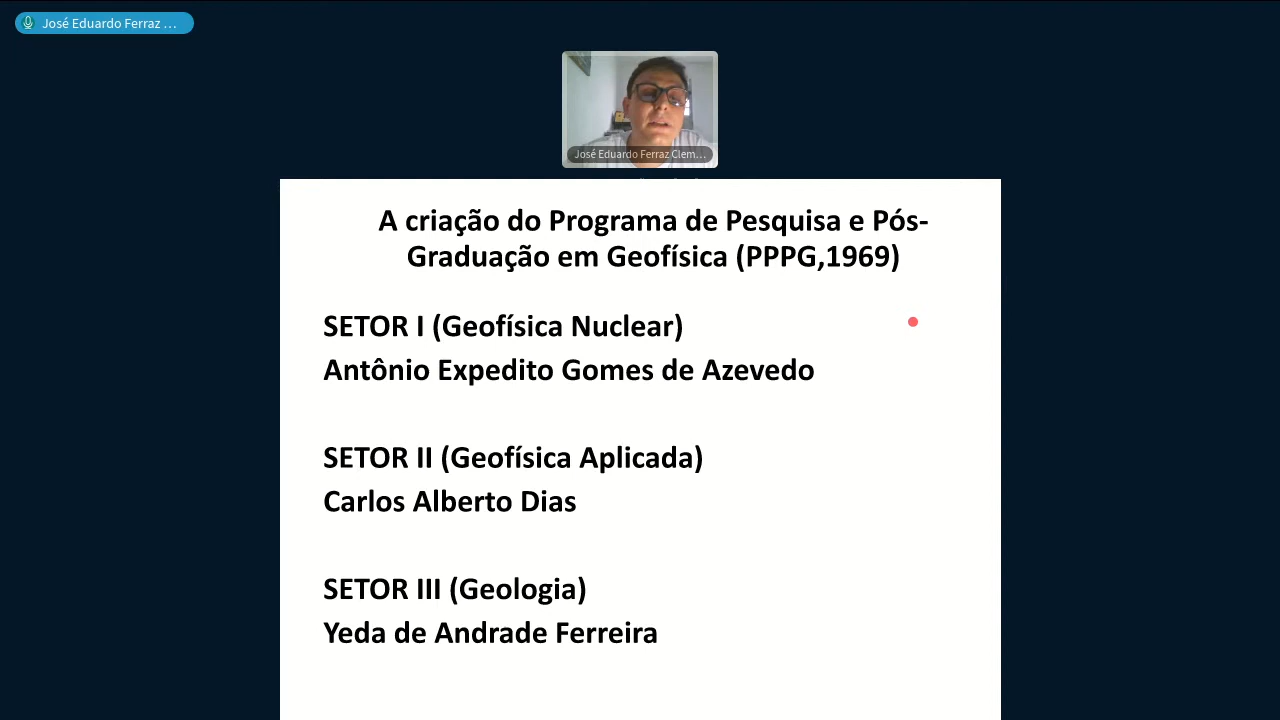 José Eduardo Ferraz ...
José Eduardo Ferraz Clem...
A criação do Programa de Pesquisa e Pós-
Graduação em Geofísica (PPPG,1969)
SETOR I (Geofísica Nuclear)
Antônio Expedito Gomes de Azevedo
SETOR II (Geofísica Aplicada)
Carlos Alberto Dias
SETOR III (Geologia)
Yeda de Andrade Ferreira